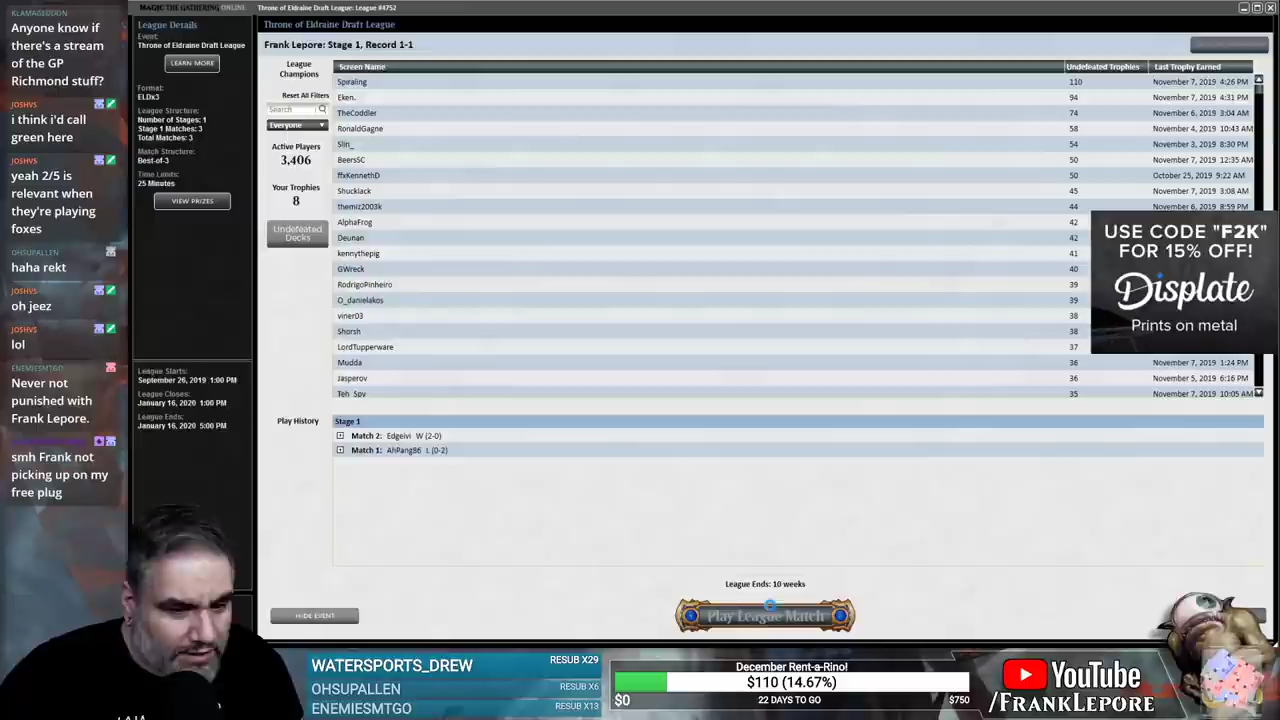 KLAMAGEDDON
Anyone know if
there's a stream
of the GP
Richmond stuff?
JOSHVS
i think i'd call
green here
JOSHVS
yeah 2/5 is
relevant when
they're playing
foxes
OHSUPALLEN
haha rekt
JOSHVS
oh jeez
JOSHVS
lol
ENEMIESMTGO
Never not
punished with
Frank Lepore.
smh Frank not
picking up on my
free plug
MAGIC THE GATHERING ONLINE
Throne of Eldraine Draft League: League #4752
League Details
Event:
Throne of Eldraine Draft League
LEARN MORE
Format:
ELDx3
League Structure:
Number of Stages: 1
Stage 1 Matches: 3
Total Matches: 3
Match Structure:
Best-of-3
Time Limits:
25 Minutes
VIEW PRIZES
League Starts:
September 26, 2019 1:00 PM
League Closes:
January 16, 2020 1:00 PM
League Ends:
January 16, 2020 5:00 PM
Throne of Eldraine Draft League
Frank Lepore: Stage 1, Record 1-1
League
Champions
Reset All Filters
Search
Everyone
Active Players
3,406
Your Trophies
8
Undefeated
Decks
Screen Name Undefeated Trophies Last Trophy Earned
Spiraling 110 November 7, 2019 4:26 PM
Eken. 94 November 7, 2019 4:31 PM
TheCoddler 74 November 6, 2019 3:04 AM
RonaldGagne 58 November 4, 2019 10:43 AM
Slin_ 54 November 3, 2019 8:30 PM
BeersSC 50 November 7, 2019 12:35 AM
ffxKennethD 50 October 25, 2019 9:22 AM
Shucklack 45 November 7, 2019 3:08 AM
themiz2003k 44 November 6, 2019 8:59 PM
AlphaFrog 42
Deunan 42
kennythepig 41
GWreck 40
RodrigoPinheiro 39
O_danielakos 39
viner03 38
Shorsh 38
LordTupperware 37
Mudda 36 November 7, 2019 1:24 PM
Jasperov 36 November 5, 2019 6:16 PM
Teh_Spy 35 November 7, 2019 10:05 AM
USE CODE "F2K"
FOR 15% OFF!
Displate
Prints on metal
Play History
Stage 1
Match 2: Edgeivi W (2-0)
Match 1: AhPang86 L (0-2)
League Ends: 10 weeks
HIDE EVENT
Play League Match
WATERSPORTS_DREW RESUB X29
OHSUPALLEN RESUB X6
ENEMIESMTGO RESUB X13
December Rent-a-Rino!
$110 (14.67%)
$0 22 DAYS TO GO $750
YouTube
/FRANKLEPORE